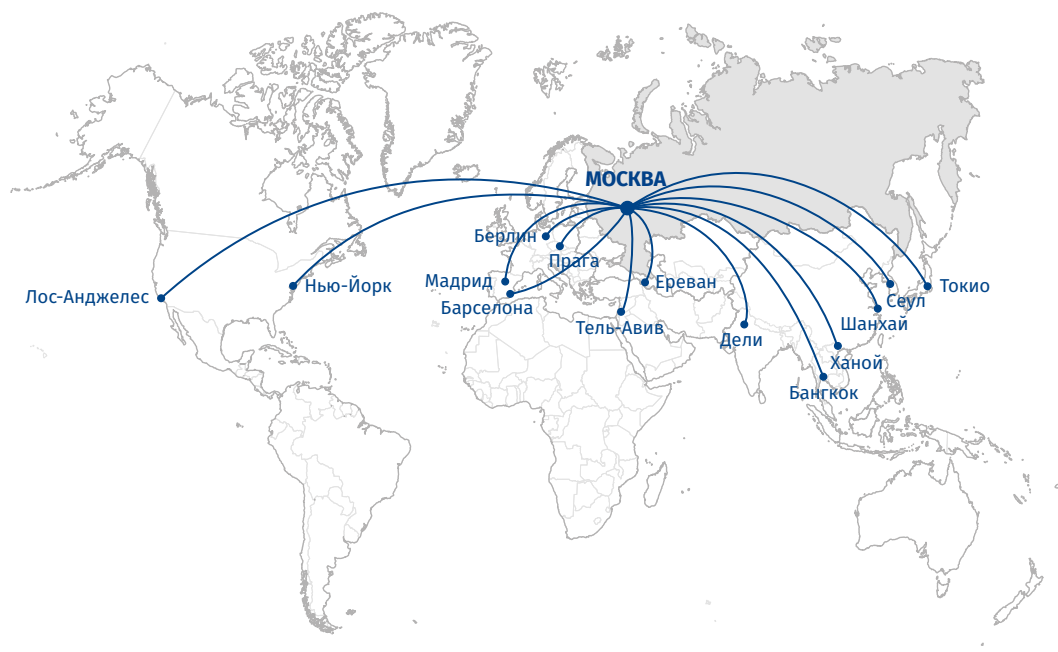 МОСКВА
Берлин
Прага
Мадрид
Ереван
Лос-Анджелес
Нью-Йорк
Токио
Барселона
Сеул
Тель-Авив
Шанхай
Дели
Ханой
Бангкок